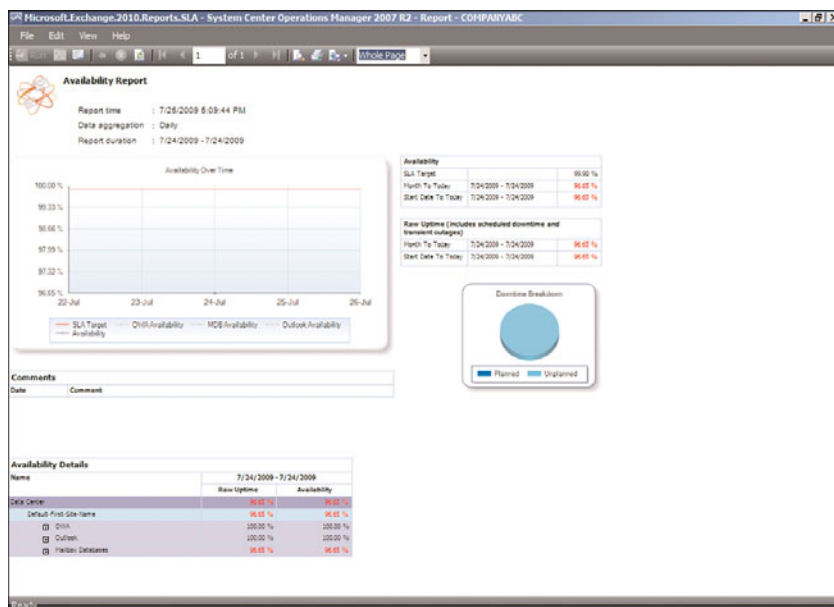 Microsoft.Exchange.2010.Reports.SLA - System Center Operations Manager 2007 R2 - Report - COMPANYABC
File Edit View Help
Run 1 of 1 Whole Page
Availability Report
Report time : 7/25/2009 5:09:44 PM
Data aggregation : Daily
Report duration : 7/24/2009 - 7/24/2009
Availability Over Time
100.00 %
99.33 %
98.66 %
97.99 %
97.32 %
96.65 %
22-Jul 23-Jul 24-Jul 25-Jul 26-Jul
SLA Target OWA Availability MDB Availability Outlook Availability
Availability
Availability
SLA Target 99.90 %
Month To Today 7/24/2009 - 7/24/2009 96.65 %
Start Date To Today 7/24/2009 - 7/24/2009 96.65 %
Raw Uptime (includes scheduled downtime and
transient outages)
Month To Today 7/24/2009 - 7/24/2009 96.65 %
Start Date To Today 7/24/2009 - 7/24/2009 96.65 %
Downtime Breakdown
Planned Unplanned
Comments
Date Comment
Availability Details
Name 7/24/2009 - 7/24/2009
Raw Uptime Availability
Data Center 96.65 % 96.65 %
Default-First-Site-Name 96.65 % 96.65 %
OWA 100.00 % 100.00 %
Outlook 100.00 % 100.00 %
Mailbox Databases 96.65 % 96.65 %
Ready